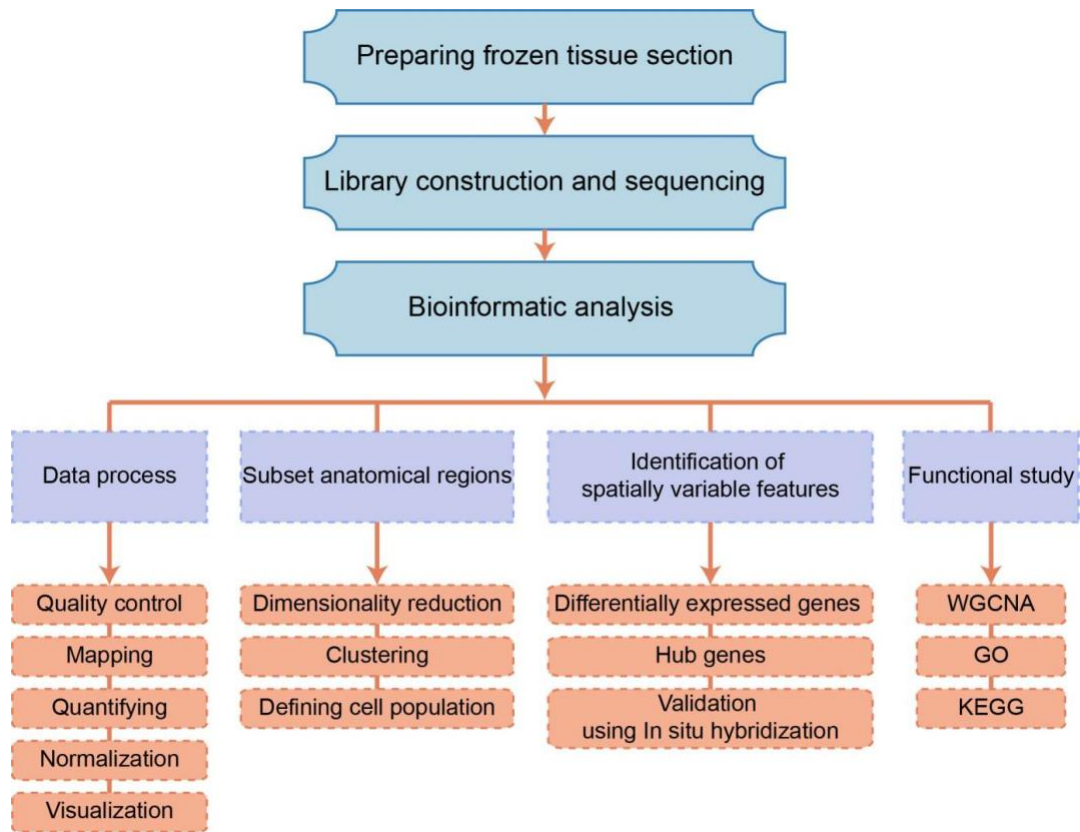 Preparing frozen tissue section
Library construction and sequencing
Bioinformatic analysis
Data process
Subset anatomical regions
Identification of
spatially variable features
Functional study
Quality control
Mapping
Quantifying
Normalization
Visualization
Dimensionality reduction
Clustering
Defining cell population
Differentially expressed genes
Hub genes
Validation
using In situ hybridization
WGCNA
GO
KEGG